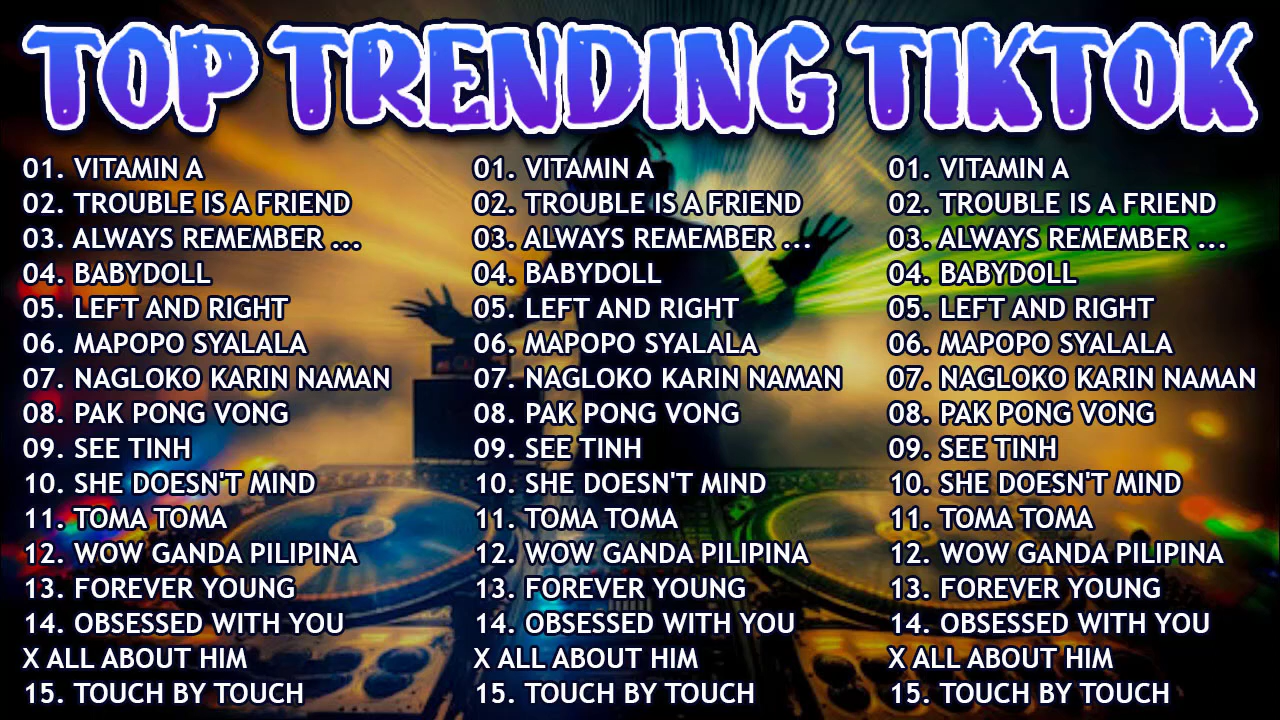 TOP TRENDING TIKTOK
01. VITAMIN A
02. TROUBLE IS A FRIEND
03. ALWAYS REMEMBER ...
04. BABYDOLL
05. LEFT AND RIGHT
06. MAPOPO SYALALA
07. NAGLOKO KARIN NAMAN
08. PAK PONG VONG
09. SEE TINH
10. SHE DOESN'T MIND
11. TOMA TOMA
12. WOW GANDA PILIPINA
13. FOREVER YOUNG
14. OBSESSED WITH YOU
X ALL ABOUT HIM
15. TOUCH BY TOUCH
01. VITAMIN A
02. TROUBLE IS A FRIEND
03. ALWAYS REMEMBER ...
04. BABYDOLL
05. LEFT AND RIGHT
06. MAPOPO SYALALA
07. NAGLOKO KARIN NAMAN
08. PAK PONG VONG
09. SEE TINH
10. SHE DOESN'T MIND
11. TOMA TOMA
12. WOW GANDA PILIPINA
13. FOREVER YOUNG
14. OBSESSED WITH YOU
X ALL ABOUT HIM
15. TOUCH BY TOUCH
01. VITAMIN A
02. TROUBLE IS A FRIEND
03. ALWAYS REMEMBER ...
04. BABYDOLL
05. LEFT AND RIGHT
06. MAPOPO SYALALA
07. NAGLOKO KARIN NAMAN
08. PAK PONG VONG
09. SEE TINH
10. SHE DOESN'T MIND
11. TOMA TOMA
12. WOW GANDA PILIPINA
13. FOREVER YOUNG
14. OBSESSED WITH YOU
X ALL ABOUT HIM
15. TOUCH BY TOUCH